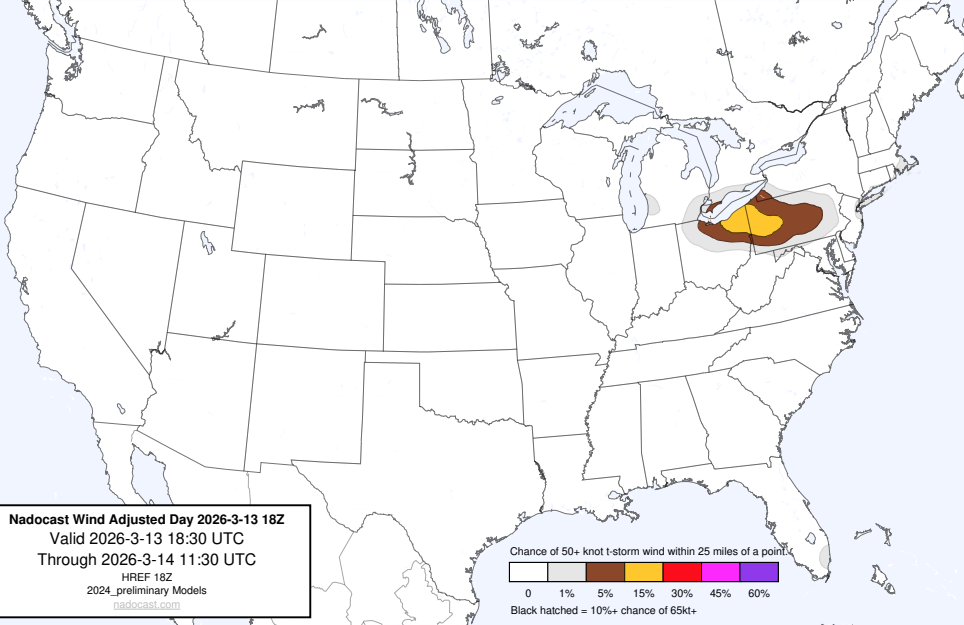 Nadocast Wind Adjusted Day 2026-3-13 18Z
Valid 2026-3-13 18:30 UTC
Through 2026-3-14 11:30 UTC
HREF 18Z
2024_preliminary Models
nadocast.com
Chance of 50+ knot t-storm wind within 25 miles of a point.
0 1% 5% 15% 30% 45% 60%
Black hatched = 10%+ chance of 65kt+